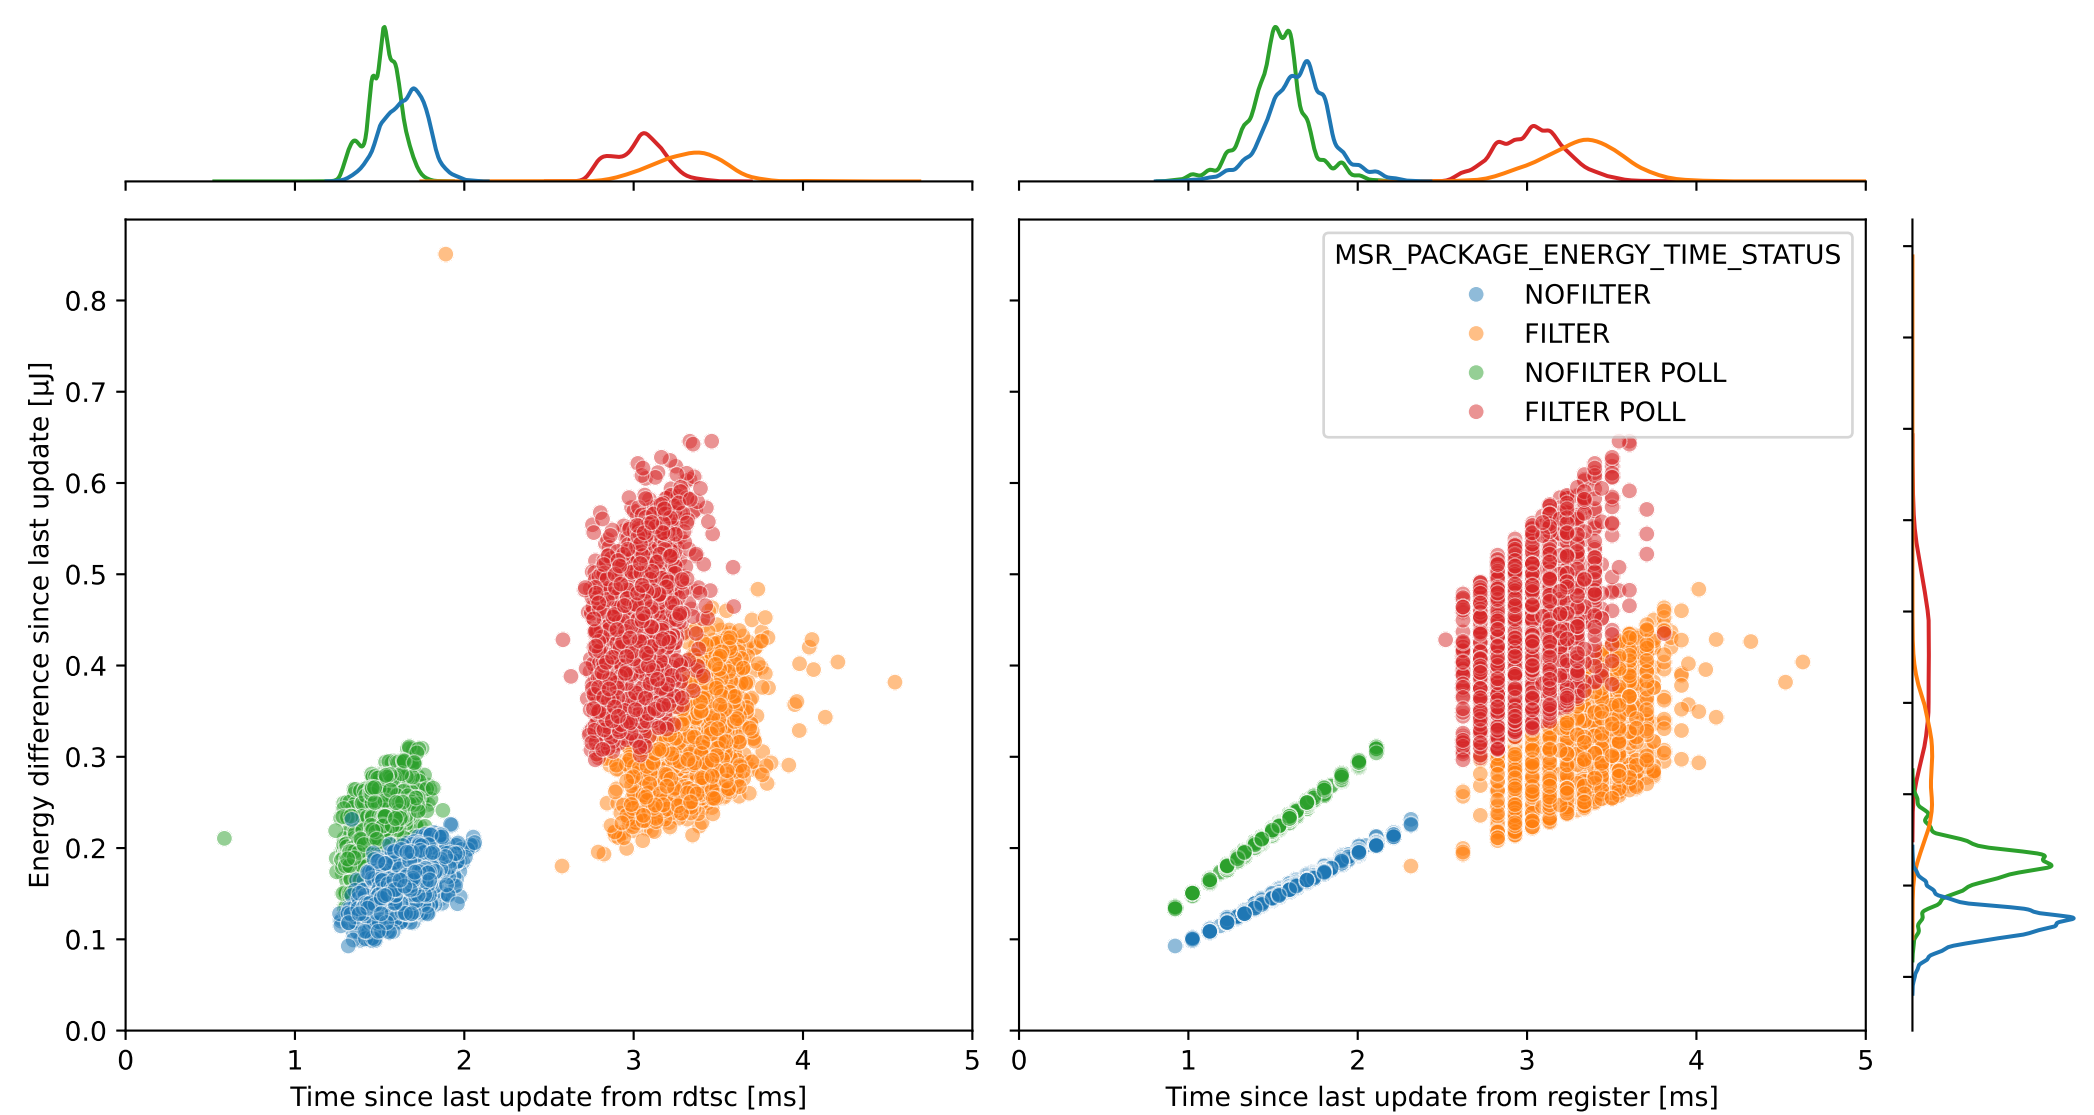 MSR_PACKAGE_ENERGY_TIME_STATUS
NOFILTER
FILTER
NOFILTER POLL
FILTER POLL
Energy difference since last update [µJ]
0.8
0.7
0.6
0.5
0.4
0.3
0.2
0.1
0.0
0 1 2 3 4 5
0 1 2 3 4 5
Time since last update from rdtsc [ms]
Time since last update from register [ms]